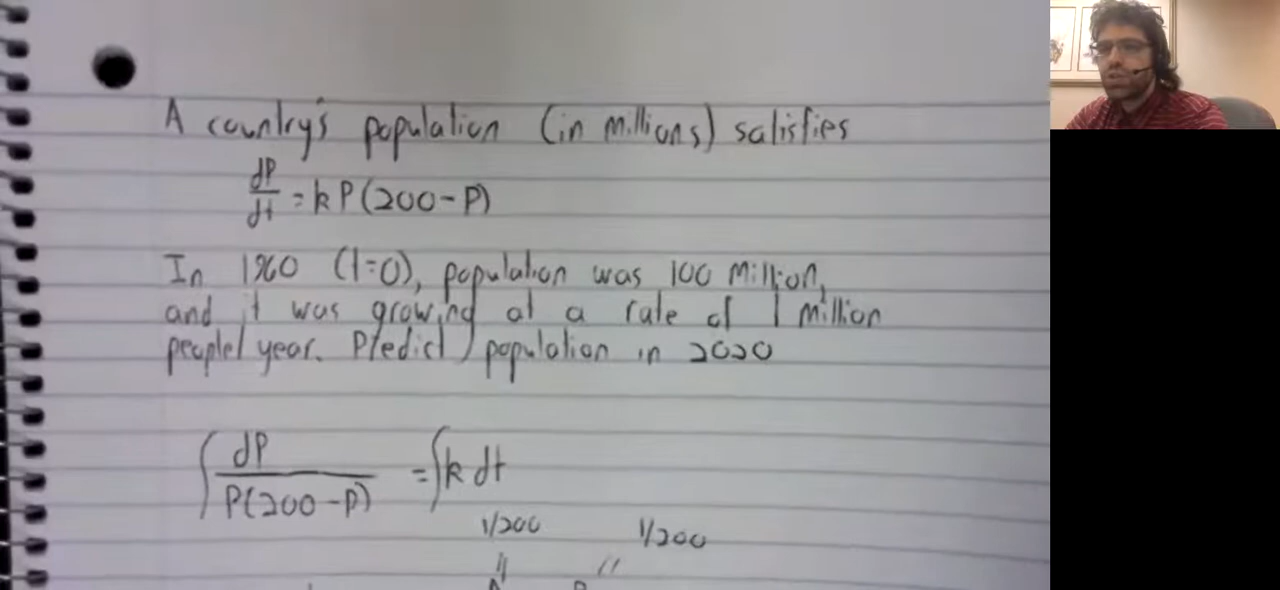 A country's population (in millions) satisfies
dP/dt = kP(200-P)
In 1960 (t=0), population was 100 million,
and it was growing at a rate of 1 million
people/year. Predict population in 2020
∫ dP/P(200-P) = ∫k dt
1/200 1/200